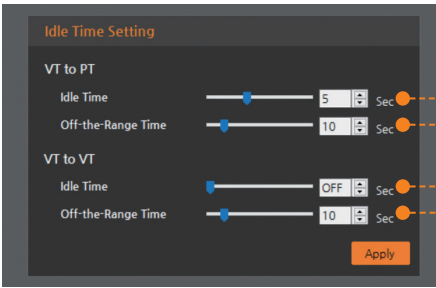 Idle Time Setting
VT to PT
Idle Time 5 Sec
Off-the-Range Time 10 Sec
VT to VT
Idle Time OFF Sec
Off-the-Range Time 10 Sec
Apply